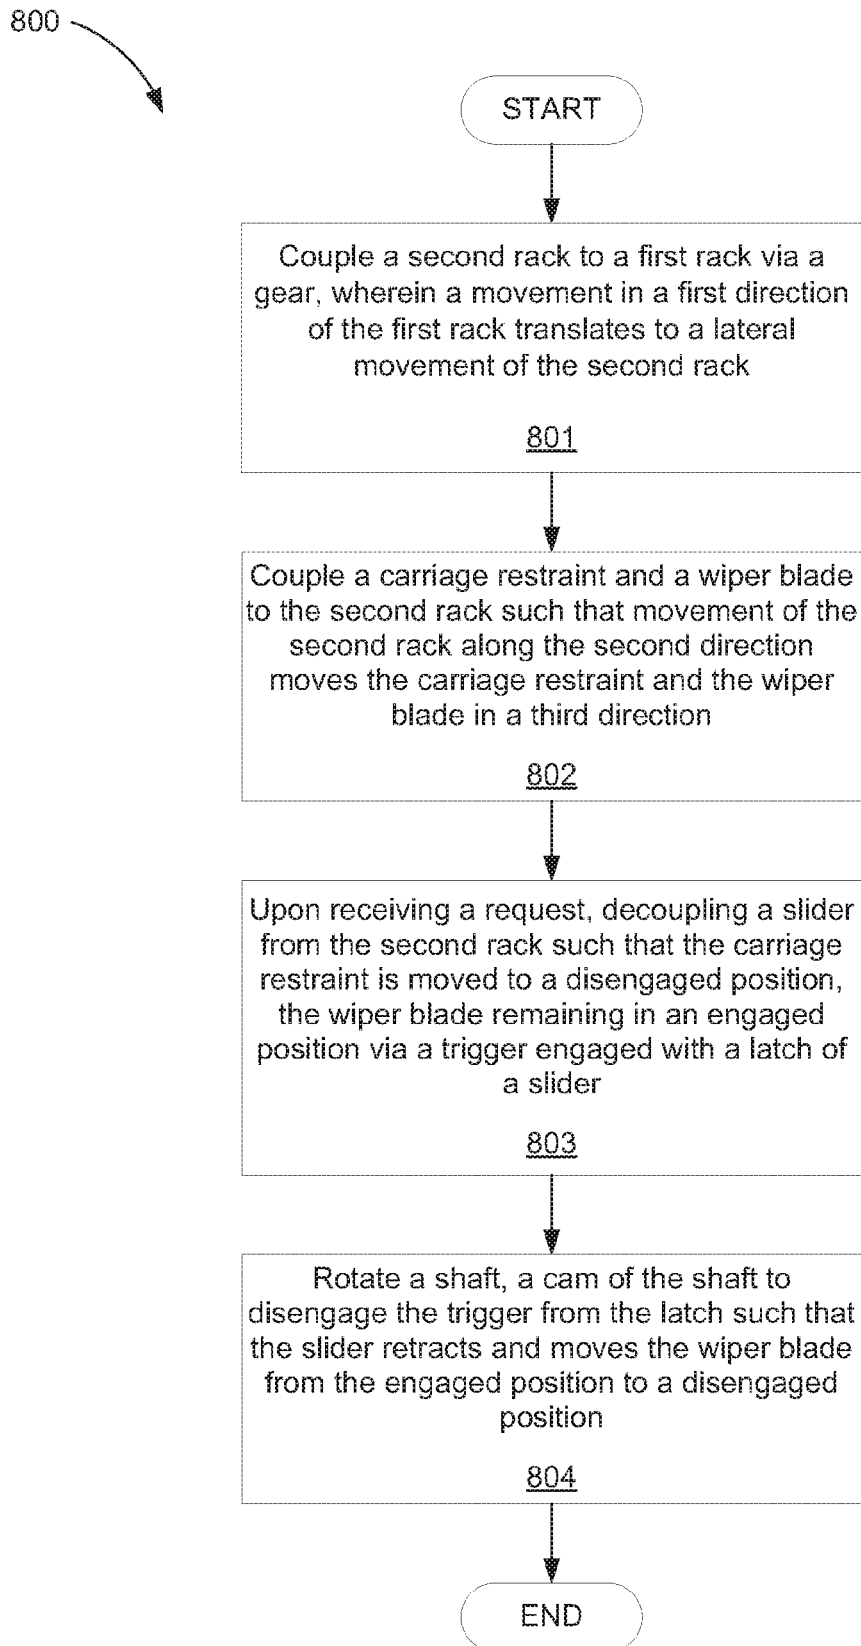 800
START
Couple a second rack to a first rack via a
gear, wherein a movement in a first direction
of the first rack translates to a lateral
movement of the second rack
801
Couple a carriage restraint and a wiper blade
to the second rack such that movement of the
second rack along the second direction
moves the carriage restraint and the wiper
blade in a third direction
802
Upon receiving a request, decoupling a slider
from the second rack such that the carriage
restraint is moved to a disengaged position,
the wiper blade remaining in an engaged
position via a trigger engaged with a latch of
a slider
803
Rotate a shaft, a cam of the shaft to
disengage the trigger from the latch such that
the slider retracts and moves the wiper blade
from the engaged position to a disengaged
position
804
END